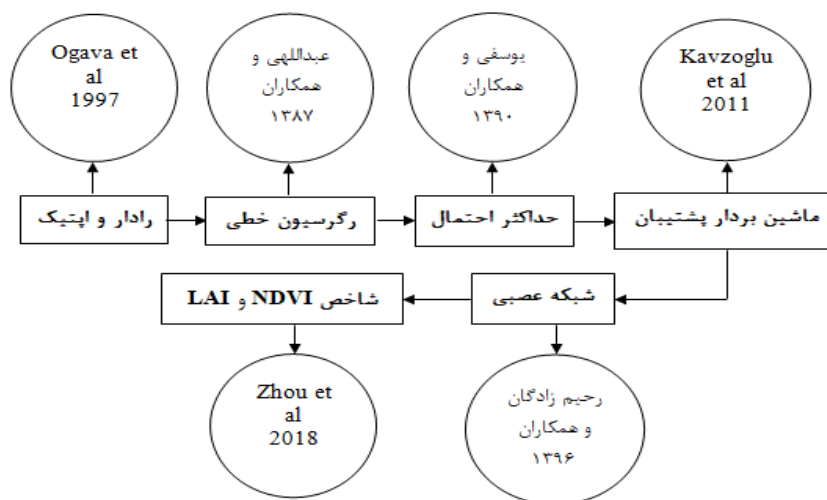 Ogava et
al
1997
عبداللهی و
همکاران
۱۳۸۷
یوسفی و
همکاران
۱۳۹۰
Kavzoglu
et al
2011
رادار و اپتیک
رگرسیون خطی
حداکثر احتمال
ماشین بردار پشتیبان
شبکه عصبی
شاخص NDVI و LAI
Zhou et
al
2018
رحیم زادگان
و همکاران
۱۳۹۶